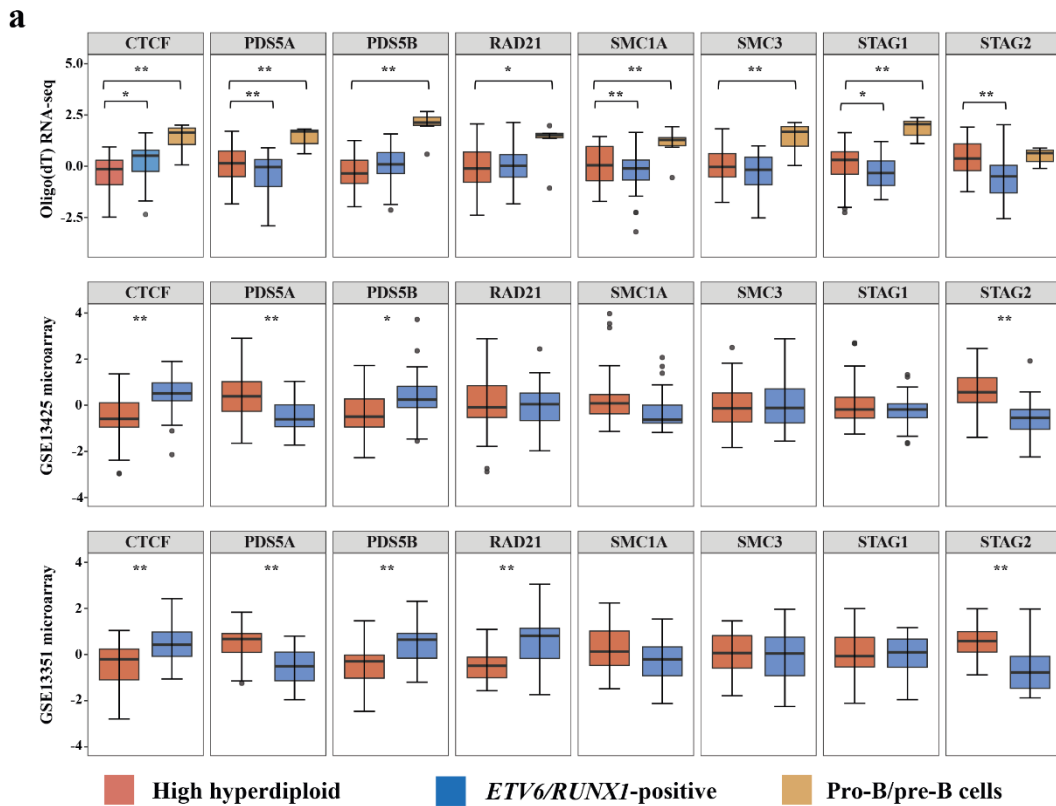 a
CTCF PDS5A PDS5B RAD21 SMC1A SMC3 STAG1 STAG2
Oligo(dT) RNA-seq
5.0
2.5
0.0
-2.5
** ** ** * ** ** ** **
* ** ** *
CTCF PDS5A PDS5B RAD21 SMC1A SMC3 STAG1 STAG2
GSE13425 microarray
4
2
0
-2
-4
** ** * **
CTCF PDS5A PDS5B RAD21 SMC1A SMC3 STAG1 STAG2
GSE13351 microarray
4
2
0
-2
-4
** ** ** ** **
High hyperdiploid ETV6/RUNX1-positive Pro-B/pre-B cells